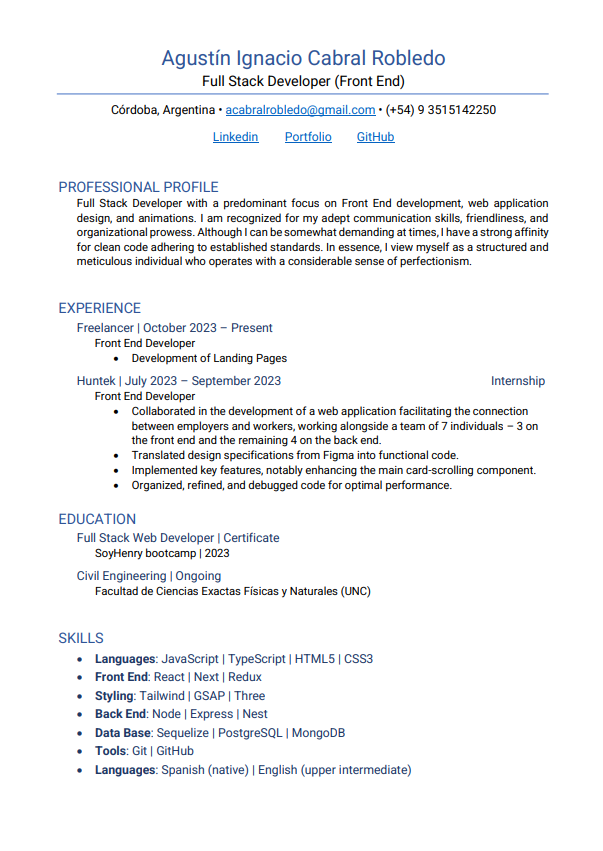 Agustín Ignacio Cabral Robledo
Full Stack Developer (Front End)
Córdoba, Argentina • acabralrobledo@gmail.com • (+54) 9 3515142250
Linkedin Portfolio GitHub
PROFESSIONAL PROFILE
Full Stack Developer with a predominant focus on Front End development, web application
design, and animations. I am recognized for my adept communication skills, friendliness, and
organizational prowess. Although I can be somewhat demanding at times, I have a strong affinity
for clean code adhering to established standards. In essence, I view myself as a structured and
meticulous individual who operates with a considerable sense of perfectionism.
EXPERIENCE
Freelancer | October 2023 – Present
Front End Developer
• Development of Landing Pages
Huntek | July 2023 – September 2023 Internship
Front End Developer
• Collaborated in the development of a web application facilitating the connection
between employers and workers, working alongside a team of 7 individuals – 3 on
the front end and the remaining 4 on the back end.
• Translated design specifications from Figma into functional code.
• Implemented key features, notably enhancing the main card-scrolling component.
• Organized, refined, and debugged code for optimal performance.
EDUCATION
Full Stack Web Developer | Certificate
SoyHenry bootcamp | 2023
Civil Engineering | Ongoing
Facultad de Ciencias Exactas Físicas y Naturales (UNC)
SKILLS
• Languages: JavaScript | TypeScript | HTML5 | CSS3
• Front End: React | Next | Redux
• Styling: Tailwind | GSAP | Three
• Back End: Node | Express | Nest
• Data Base: Sequelize | PostgreSQL | MongoDB
• Tools: Git | GitHub
• Languages: Spanish (native) | English (upper intermediate)